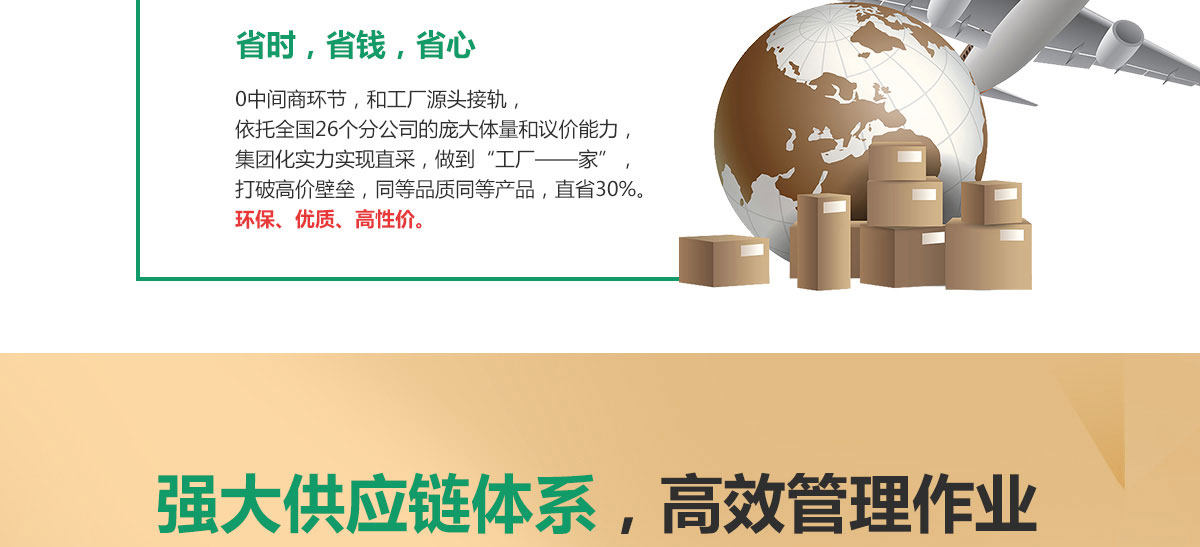 省时，省钱，省心
0中间商环节，和工厂源头接轨，
依托全国26个分公司的庞大体量和议价能力，
集团化实力实现直采，做到“工厂——家”，
打破高价壁垒，同等品质同等产品，直省30%。
环保、优质、高性价。
强大供应链体系，高效管理作业